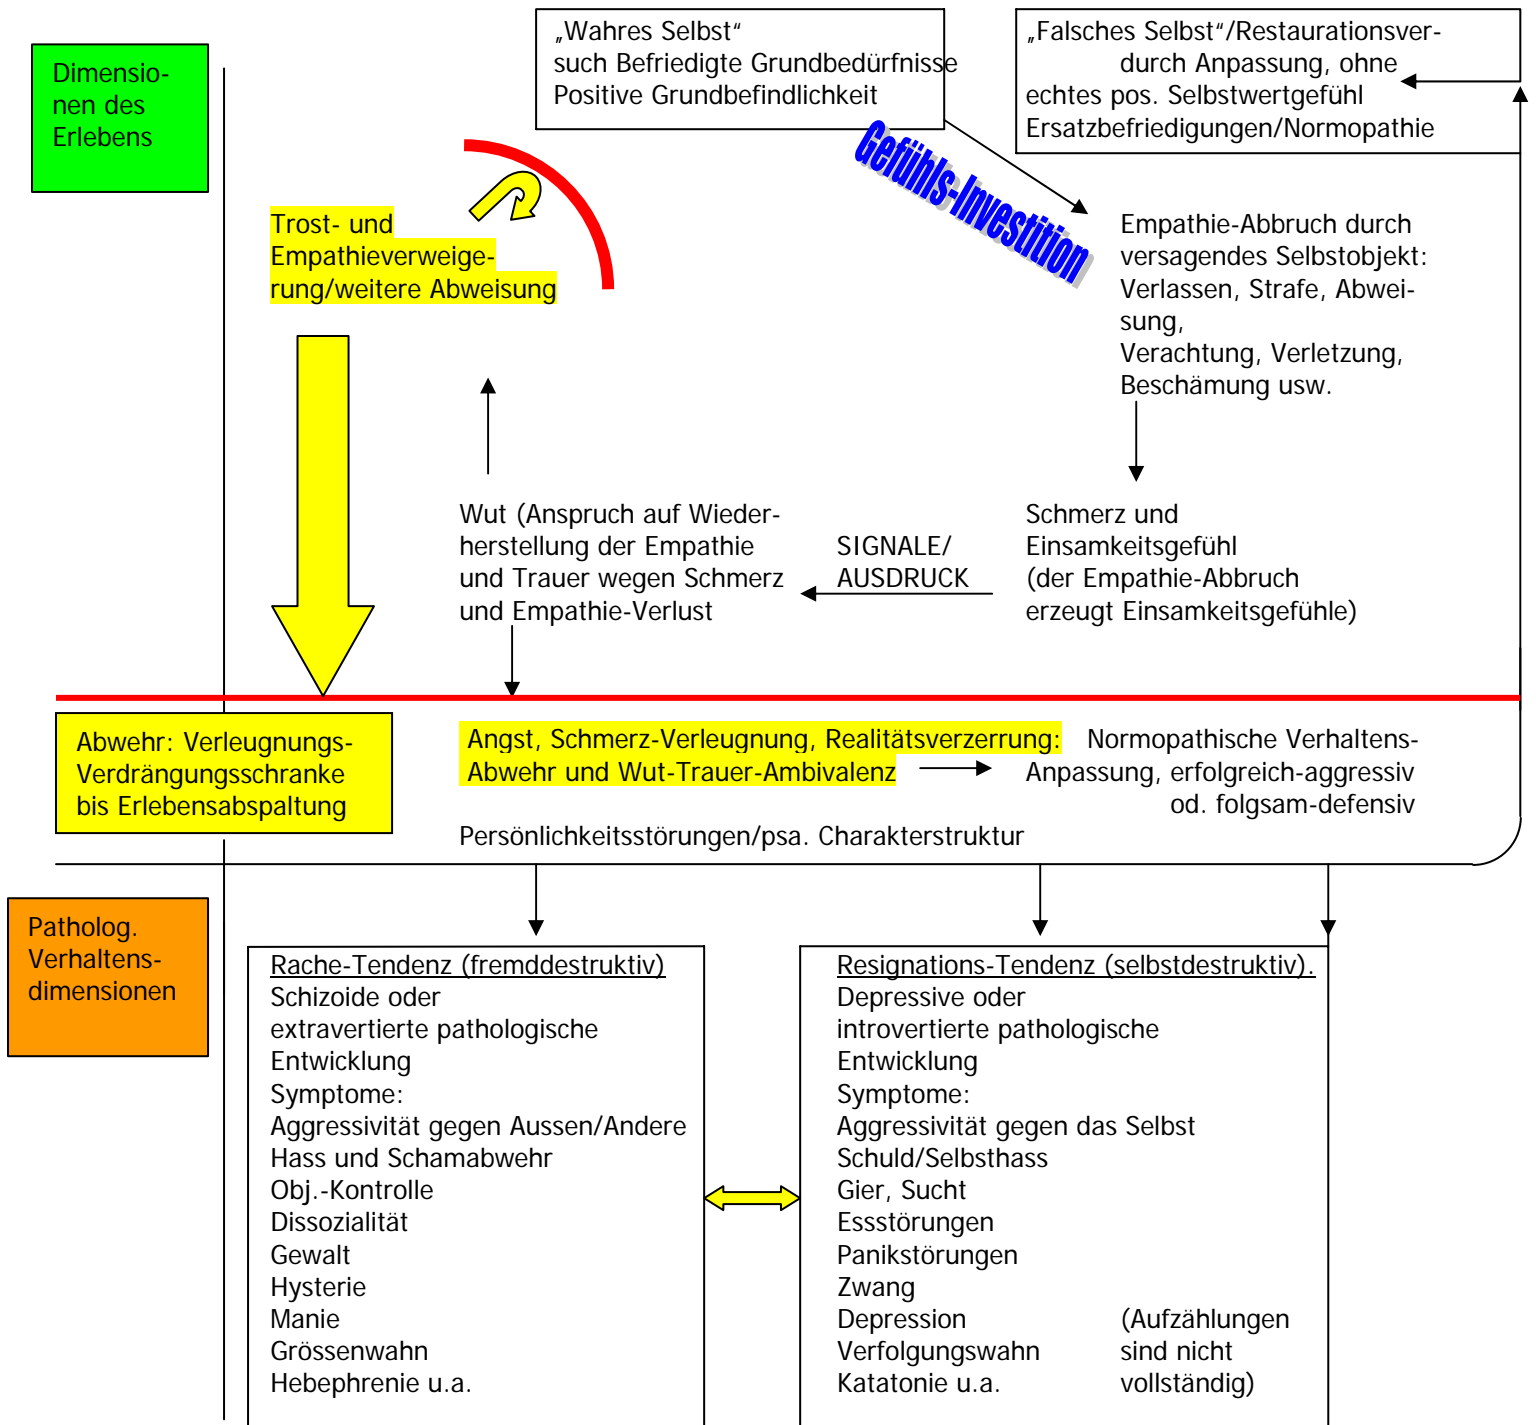 „Wahres Selbst“
such Befriedigte Grundbedürfnisse
Positive Grundbefindlichkeit
„Falsches Selbst“/Restaurationsver-
durch Anpassung, ohne
echtes pos. Selbstwertgefühl
Ersatzbefriedigungen/Normopathie
Dimensio-
nen des
Erlebens
Gefühls-Investition
Trost- und
Empathieverweige-
rung/weitere Abweisung
Empathie-Abbruch durch
versagendes Selbstobjekt:
Verlassen, Strafe, Abwei-
sung,
Verachtung, Verletzung,
Beschämung usw.
Wut (Anspruch auf Wieder-
herstellung der Empathie
und Trauer wegen Schmerz
und Empathie-Verlust
SIGNALE/
AUSDRUCK
Schmerz und
Einsamkeitsgefühl
(der Empathie-Abbruch
erzeugt Einsamkeitsgefühle)
Abwehr: Verleugnungs-
Verdrängungsschranke
bis Erlebensabspaltung
Angst, Schmerz-Verleugnung, Realitätsverzerrung:
Abwehr und Wut-Trauer-Ambivalenz
Normopathische Verhaltens-
Anpassung, erfolgreich-aggressiv
od. folgsam-defensiv
Persönlichkeitsstörungen/psa. Charakterstruktur
Patholog.
Verhaltens-
dimensionen
Rache-Tendenz (fremddestruktiv)
Schizoide oder
extravertierte pathologische
Entwicklung
Symptome:
Aggressivität gegen Aussen/Andere
Hass und Schamabwehr
Obj.-Kontrolle
Dissozialität
Gewalt
Hysterie
Manie
Grössenwahn
Hebephrenie u.a.
Resignations-Tendenz (selbstdestruktiv).
Depressive oder
introvertierte pathologische
Entwicklung
Symptome:
Aggressivität gegen das Selbst
Schuld/Selbsthass
Gier, Sucht
Essstörungen
Panikstörungen
Zwang
Depression
Verfolgungswahn
Katatonie u.a.
(Aufzählungen
sind nicht
vollständig)